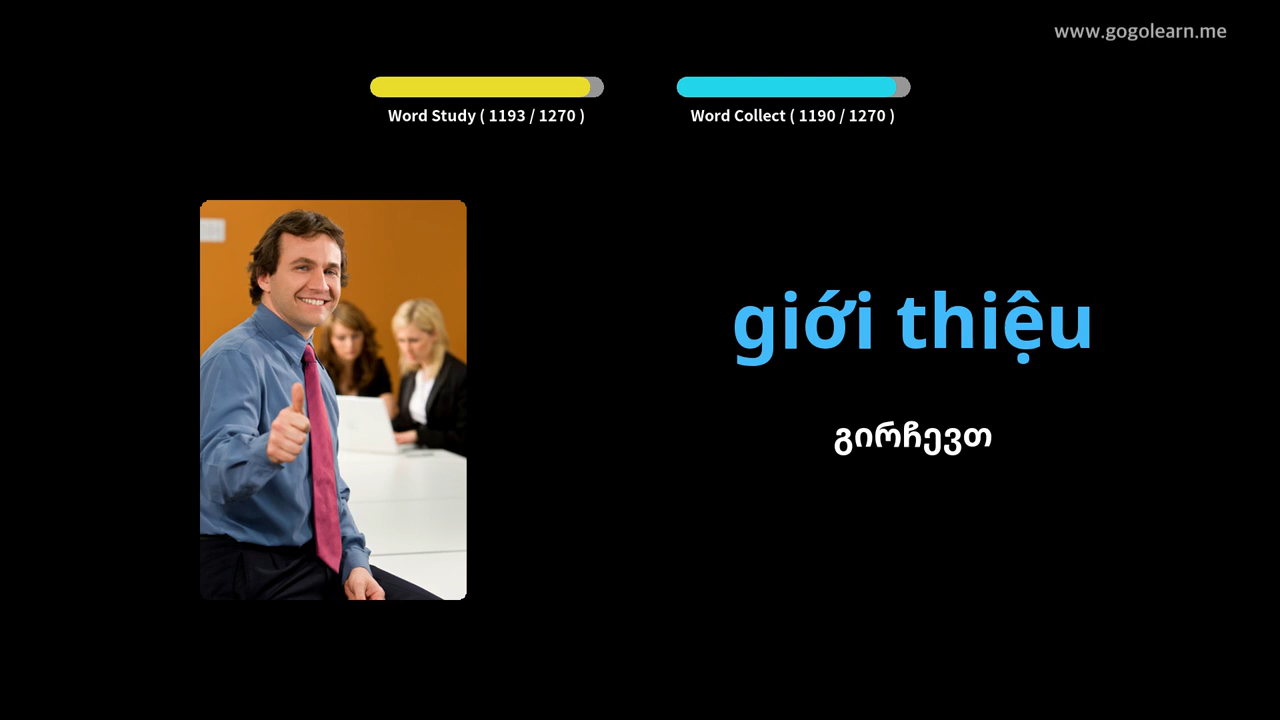 www.gogolearn.me
Word Study ( 1193 / 1270 )
Word Collect ( 1190 / 1270 )
giới thiệu
გირჩევთ